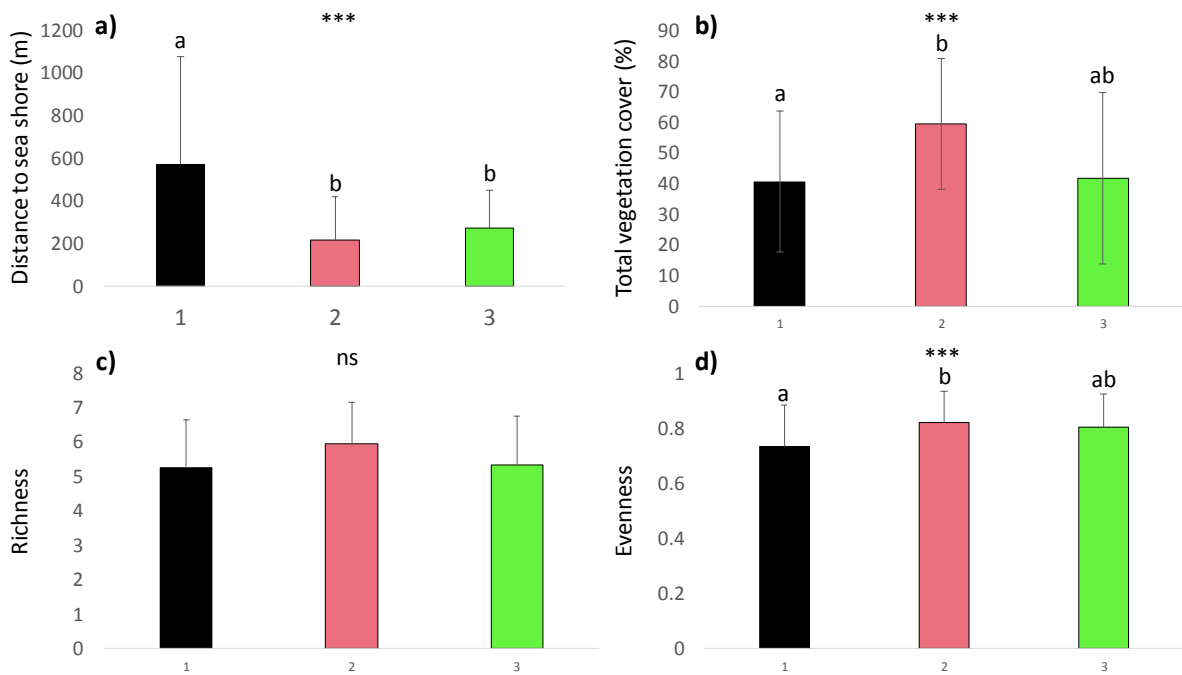 a)
***
Distance to sea shore (m)
1200
1000
800
600
400
200
0
a
b
b
1
2
3
b)
***
Total vegetation cover (%)
90
80
70
60
50
40
30
20
10
0
a
b
ab
1
2
3
c)
ns
Richness
8
7
6
5
4
3
2
1
0
1
2
3
d)
***
Evenness
1
0.8
0.6
0.4
0.2
0
a
b
ab
1
2
3